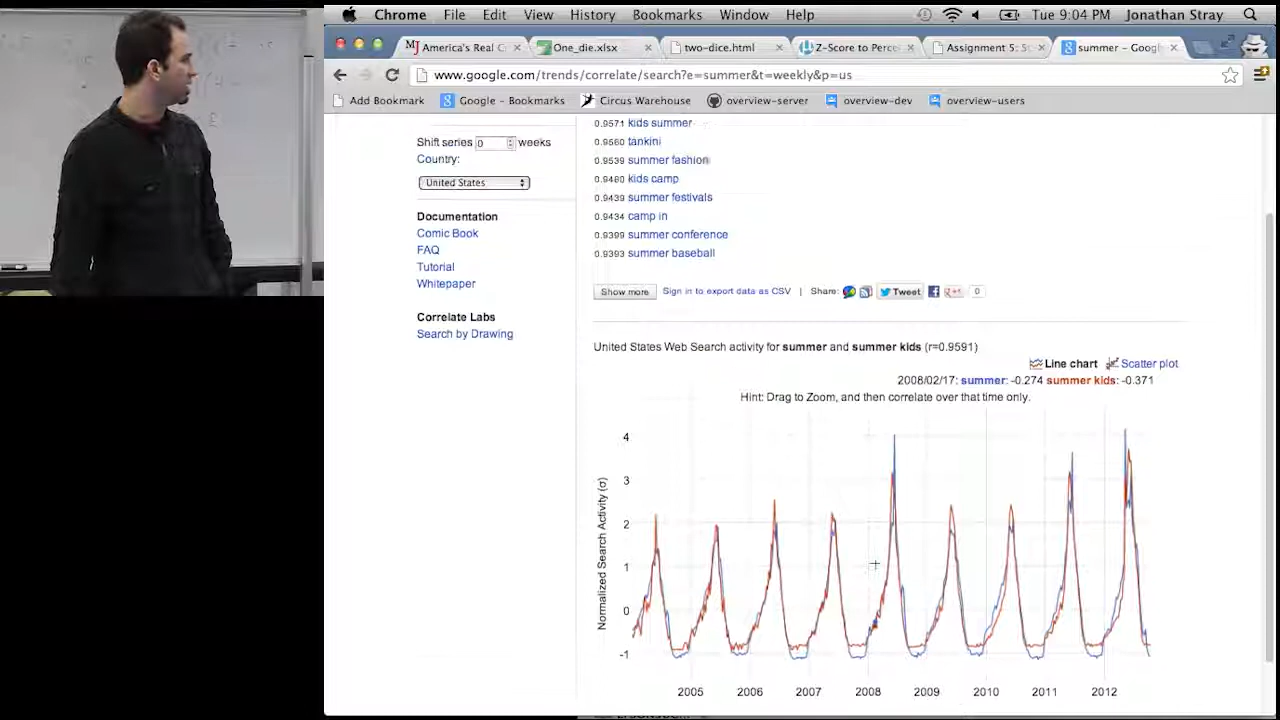 Chrome File Edit View History Bookmarks Window Help Tue 9:04 PM Jonathan Stray
America's Real C One_die.xlsx two-dice.html Z-Score to Perce Assignment 5: S summer - Googl
www.google.com/trends/correlate/search?e=summer&t=weekly&p=us
Add Bookmark Google - Bookmarks Circus Warehouse overview-server overview-dev overview-users
0.9571 kids summer
Shift series 0 weeks
0.9560 tankini
Country:
0.9539 summer fashion
United States
0.9480 kids camp
0.9439 summer festivals
Documentation
0.9434 camp in
Comic Book
0.9399 summer conference
FAQ
0.9393 summer baseball
Tutorial
Whitepaper
Show more Sign in to export data as CSV | Share: Tweet 0
Correlate Labs
Search by Drawing
United States Web Search activity for summer and summer kids (r=0.9591)
Line chart Scatter plot
2008/02/17: summer: -0.274 summer kids: -0.371
Hint: Drag to Zoom, and then correlate over that time only.
Normalized Search Activity (σ)
4
3
2
1
0
-1
2005 2006 2007 2008 2009 2010 2011 2012